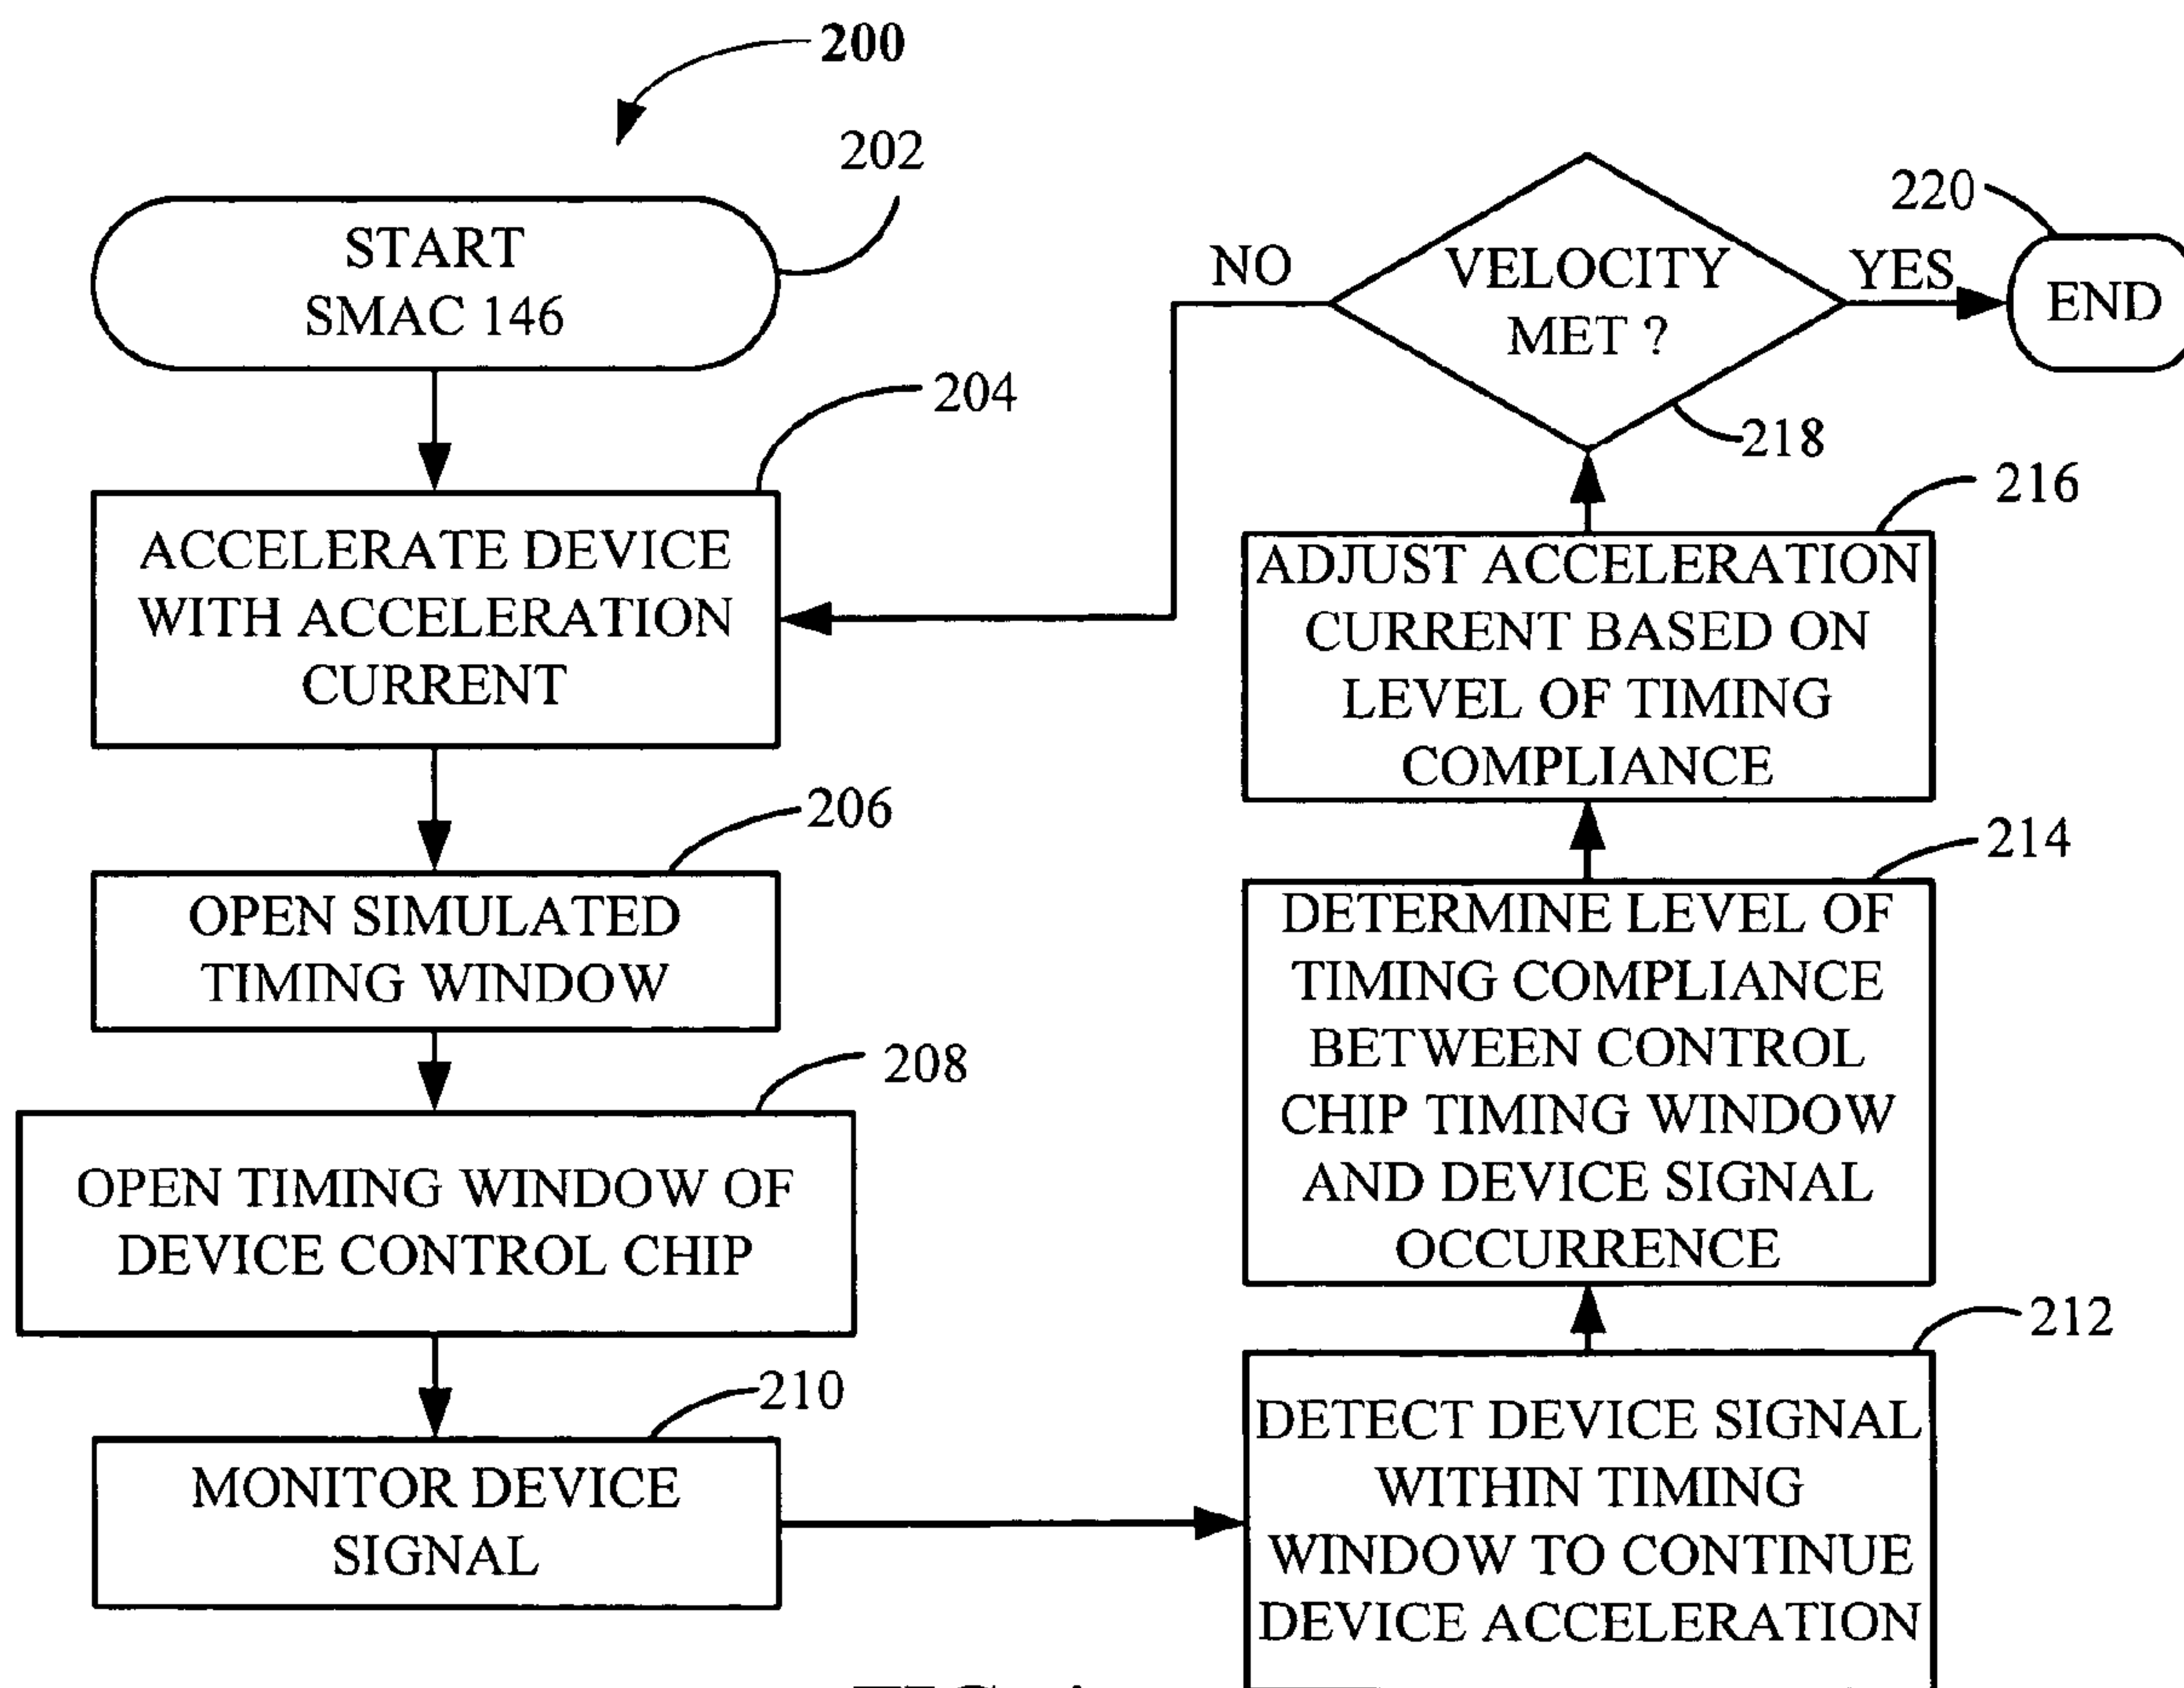 200
202
START
SMAC 146
204
ACCELERATE DEVICE
WITH ACCELERATION
CURRENT
206
OPEN SIMULATED
TIMING WINDOW
208
OPEN TIMING WINDOW OF
DEVICE CONTROL CHIP
210
MONITOR DEVICE
SIGNAL
212
DETECT DEVICE SIGNAL
WITHIN TIMING
WINDOW TO CONTINUE
DEVICE ACCELERATION
214
DETERMINE LEVEL OF
TIMING COMPLIANCE
BETWEEN CONTROL
CHIP TIMING WINDOW
AND DEVICE SIGNAL
OCCURRENCE
216
ADJUST ACCELERATION
CURRENT BASED ON
LEVEL OF TIMING
COMPLIANCE
218
VELOCITY
MET ?
NO
YES
220
END